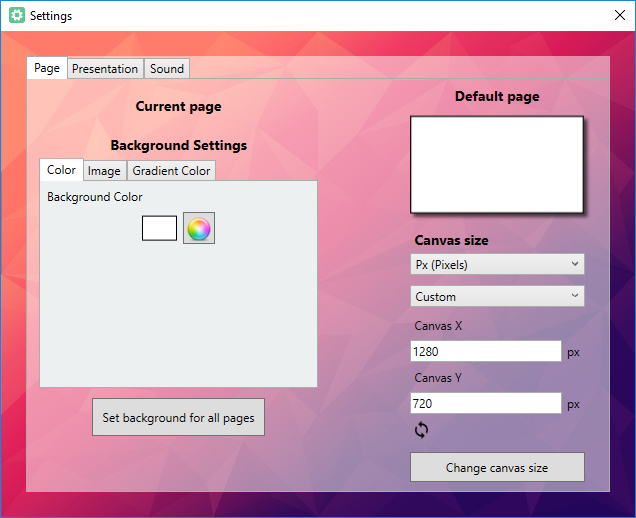 Settings
Page Presentation Sound
Current page
Background Settings
Color Image Gradient Color
Background Color
Set background for all pages
Default page
Canvas size
Px (Pixels)
Custom
Canvas X
1280 px
Canvas Y
720 px
Change canvas size